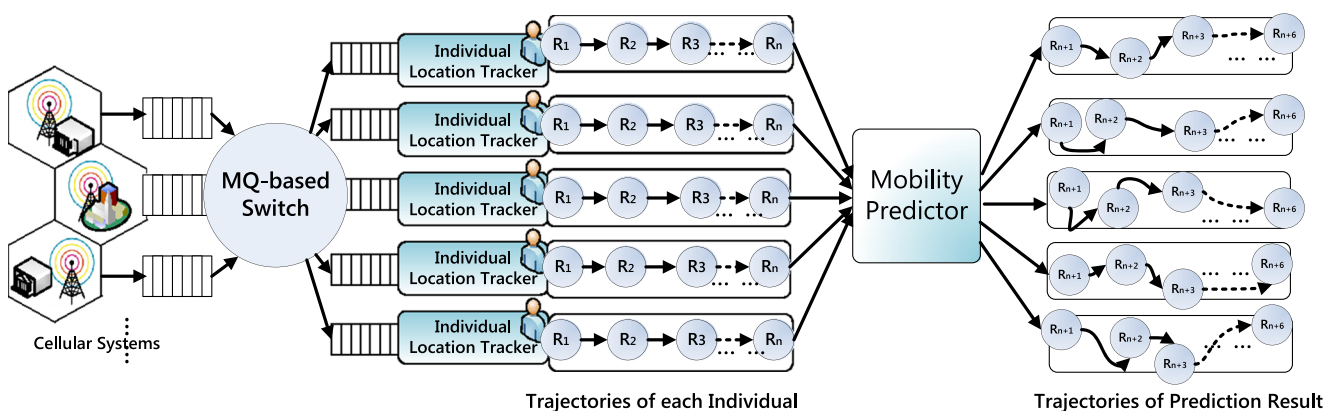 Individual Location Tracker R1 R2 R3 ... ... Rn
Rn+1 Rn+2 Rn+3 ... ... Rn+6
Individual Location Tracker R1 R2 R3 ... ... Rn
Rn+1 Rn+2 Rn+3 ... ... Rn+6
MQ-based Switch
Individual Location Tracker R1 R2 R3 ... ... Rn
Mobility Predictor
Rn+1 Rn+2 Rn+3 ... ... Rn+6
Individual Location Tracker R1 R2 R3 ... ... Rn
Rn+1 Rn+2 Rn+3 ... ... Rn+6
Individual Location Tracker R1 R2 R3 ... ... Rn
Rn+1 Rn+2 Rn+3 ... ... Rn+6
Cellular Systems
Trajectories of each Individual
Trajectories of Prediction Result